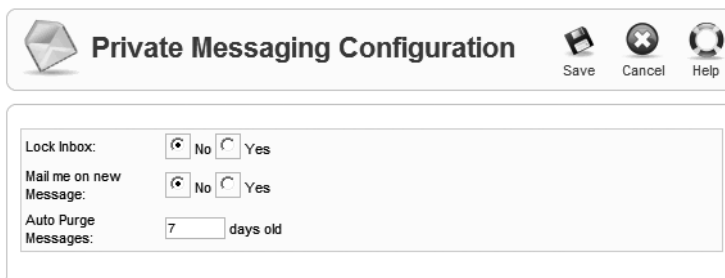 Private Messaging Configuration
Save Cancel Help
Lock Inbox: No Yes
Mail me on new
Message: No Yes
Auto Purge
Messages: 7 days old